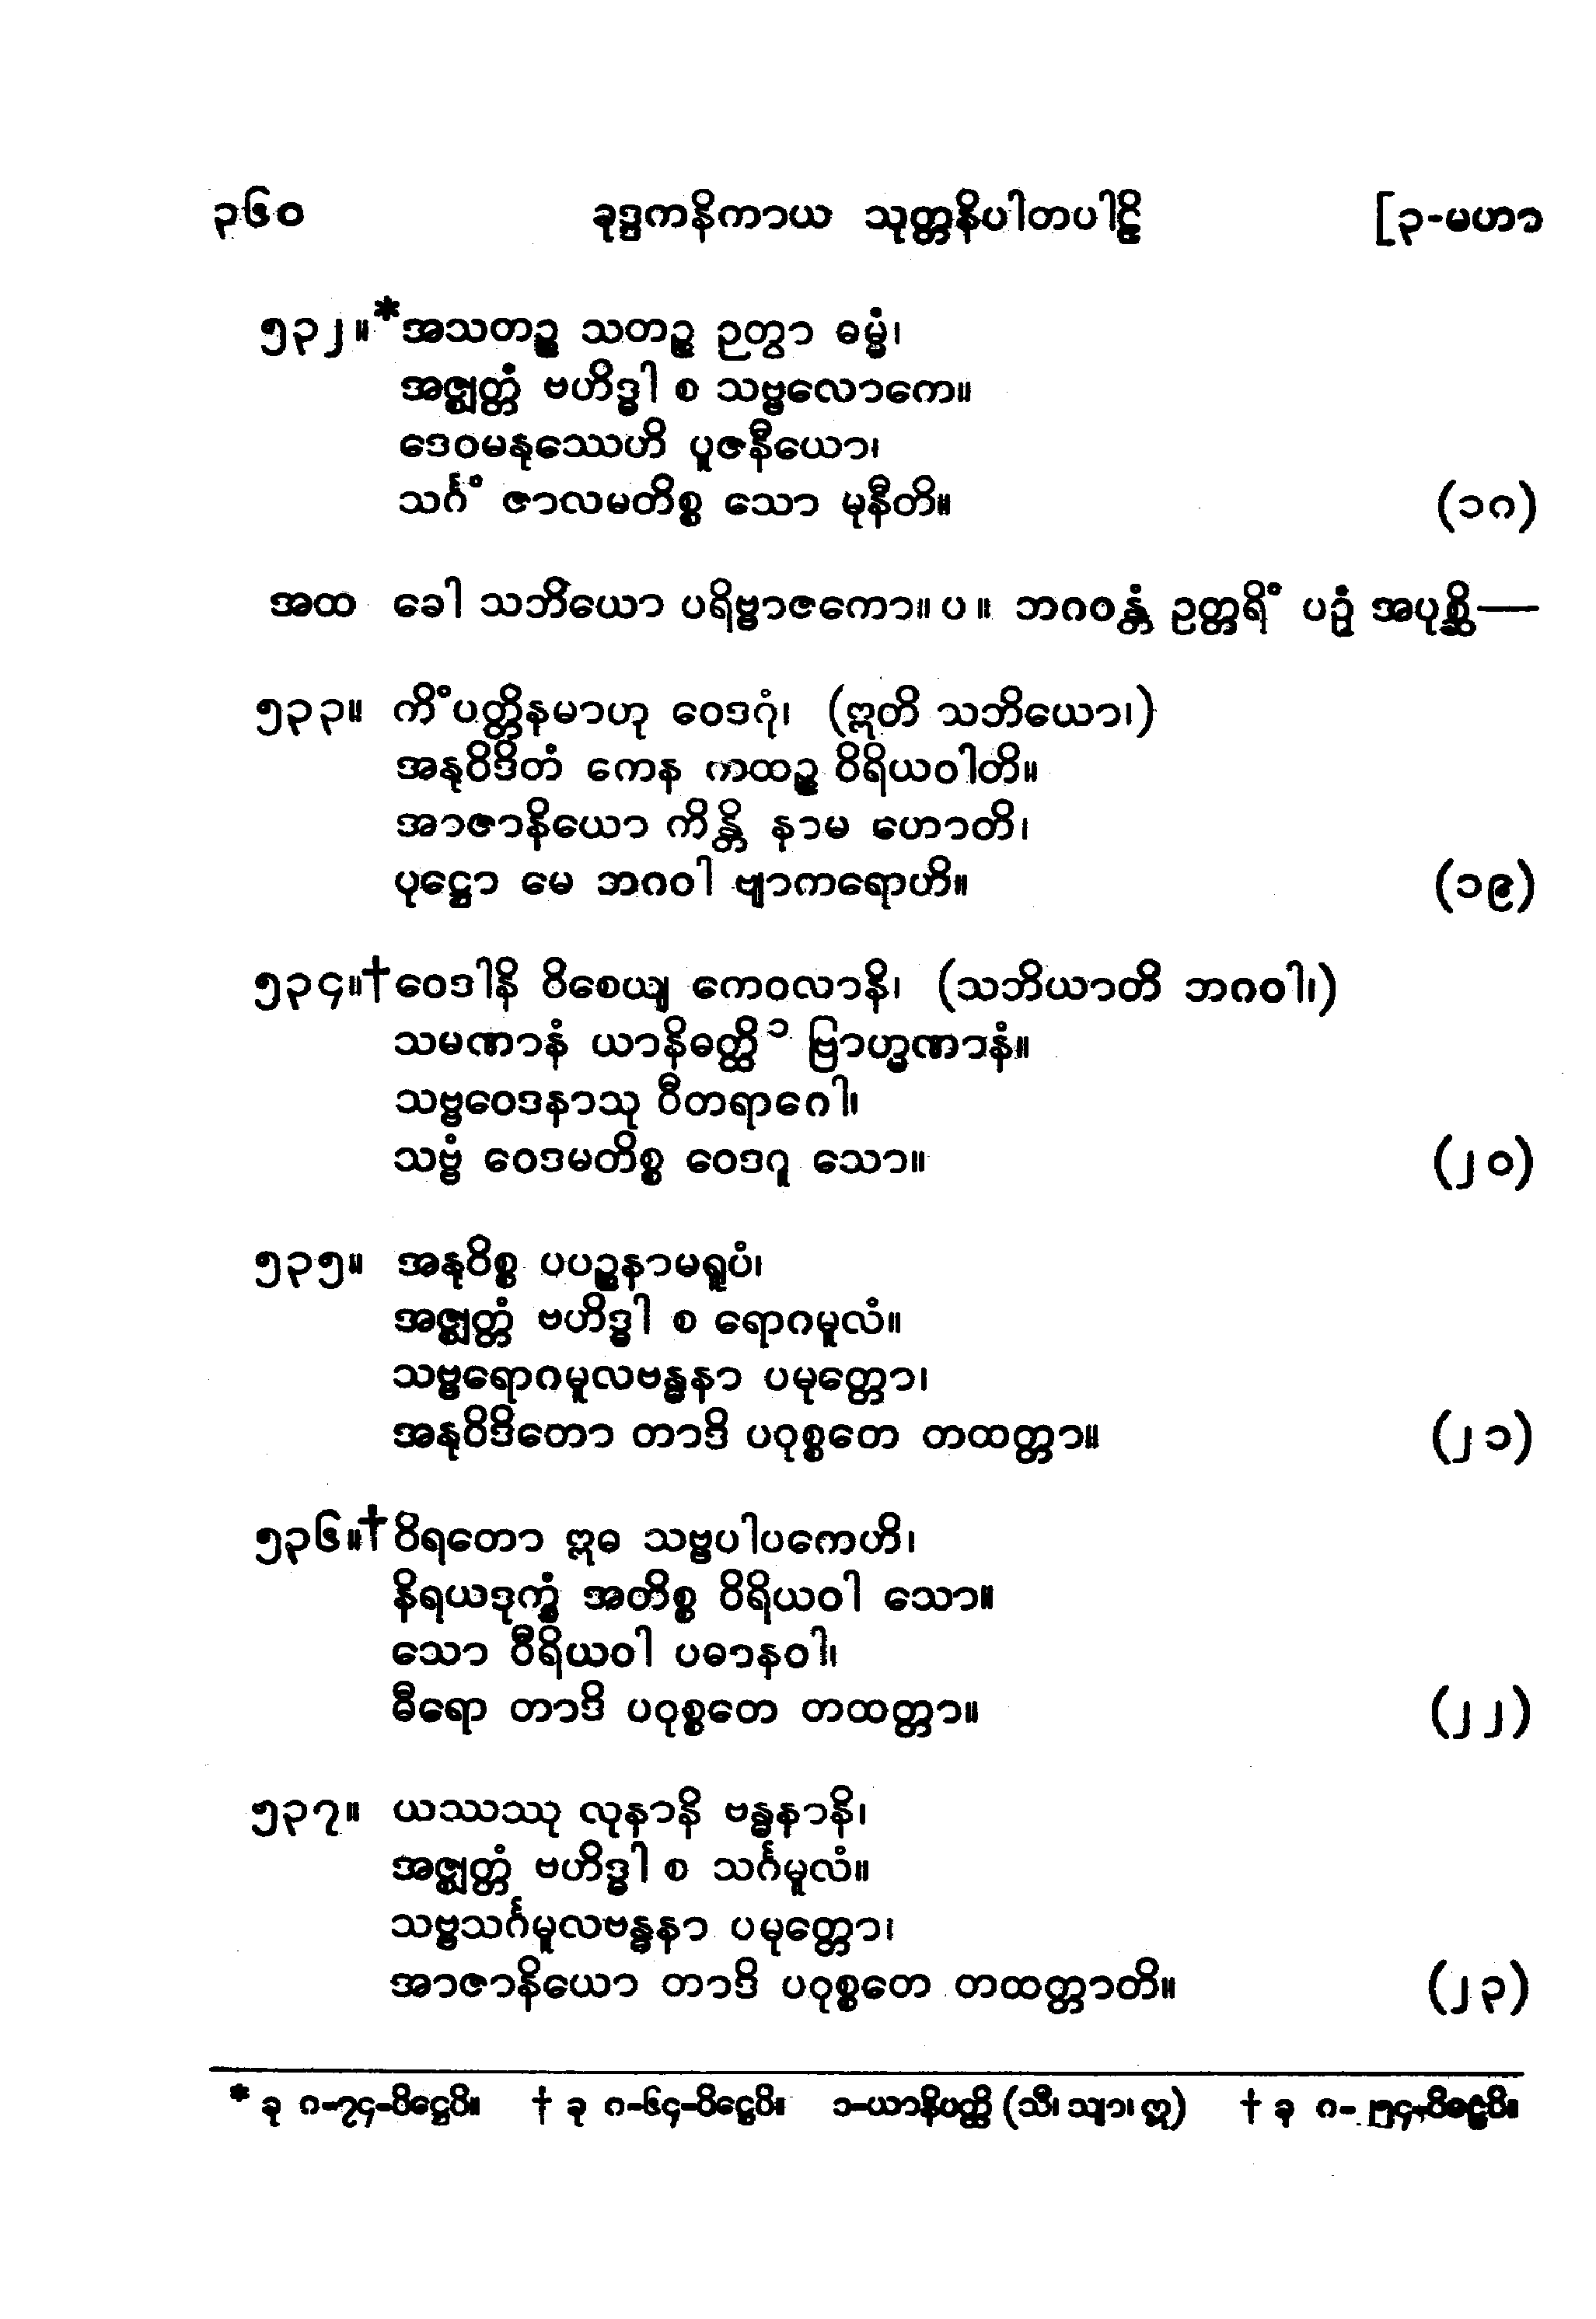 ၃၆၀ ခုဒ္ဒကနိကာယ သုတ္တနိပါတပါဠိ [၃-မဟာ
၅၃၂။ *အသတဉ္စ သတဉ္စ ဉတွာ ဓမ္မံ၊
အဇ္ဈတ္တံ ဗဟိဒ္ဓါ စ သဗ္ဗလောကေ။
ဒေဝမနုဿေဟိ ပူဇနီယော၊
သင်္ဂံ ဇာလမတိစ္စ သော မုနီတိ။ (၁၈)
အထ ခေါ သဘိယော ပရိဗ္ဗာဇကော။ ပ ။ ဘဂဝန္တံ ဥတ္တရိံ ပဉှံ အပုစ္ဆိ—
၅၃၃။ ကိံပတ္တိနမာဟု ဝေဒဂုံ၊ (ဣတိ သဘိယော၊)
အနုဝိဒိတံ ကေန ကထဉ္စ ဝိရိယဝါတိ။
အာဇာနိယော ကိန္တိ နာမ ဟောတိ၊
ပုဋ္ဌော မေ ဘဂဝါ ဗျာကရောဟိ။ (၁၉)
၅၃၄။ †ဝေဒါနိ ဝိစေယျ ကေဝလာနိ၊ (သဘိယာတိ ဘဂဝါ၊)
သမဏာနံ ယာနိဓတ္ထိ ၁ ဗြာဟ္မဏာနံ။
သဗ္ဗဝေဒနာသု ဝီတရာဂေါ၊
သဗ္ဗံ ဝေဒမတိစ္စ ဝေဒဂူ သော။ (၂၀)
၅၃၅။ အနုဝိစ္စ ပပဉ္စနာမရူပံ၊
အဇ္ဈတ္တံ ဗဟိဒ္ဓါ စ ရောဂမူလံ။
သဗ္ဗရောဂမူလဗန္ဓနာ ပမုတ္တော၊
အနုဝိဒိတော တာဒိ ပဝုစ္စတေ တထတ္တာ။ (၂၁)
၅၃၆။ †ဝိရတော ဣဓ သဗ္ဗပါပကေဟိ၊
နိရယဒုက္ခံ အတိစ္စ ဝိရိယဝါ သော။
သော ဝီရိယဝါ ပဓာနဝါ၊
ဓီရော တာဒိ ပဝုစ္စတေ တထတ္တာ။ (၂၂)
၅၃၇။ ယဿဿု လုနာနိ ဗန္ဓနာနိ၊
အဇ္ဈတ္တံ ဗဟိဒ္ဓါ စ သင်္ဂမူလံ။
သဗ္ဗသင်္ဂမူလဗန္ဓနာ ပမုတ္တော၊
အာဇာနိယော တာဒိ ပဝုစ္စတေ တထတ္တာတိ။ (၂၃)
* ခု ၈-၇၄-ပိဋ္ဌေပိ။ † ခု ၈-၆၄-ပိဋ္ဌေပိ။ ၁-ယာနိပတ္ထိ (သီ၊ သျာ၊ ဣ) † ခု ၈- ပိဋ္ဌေပိ။